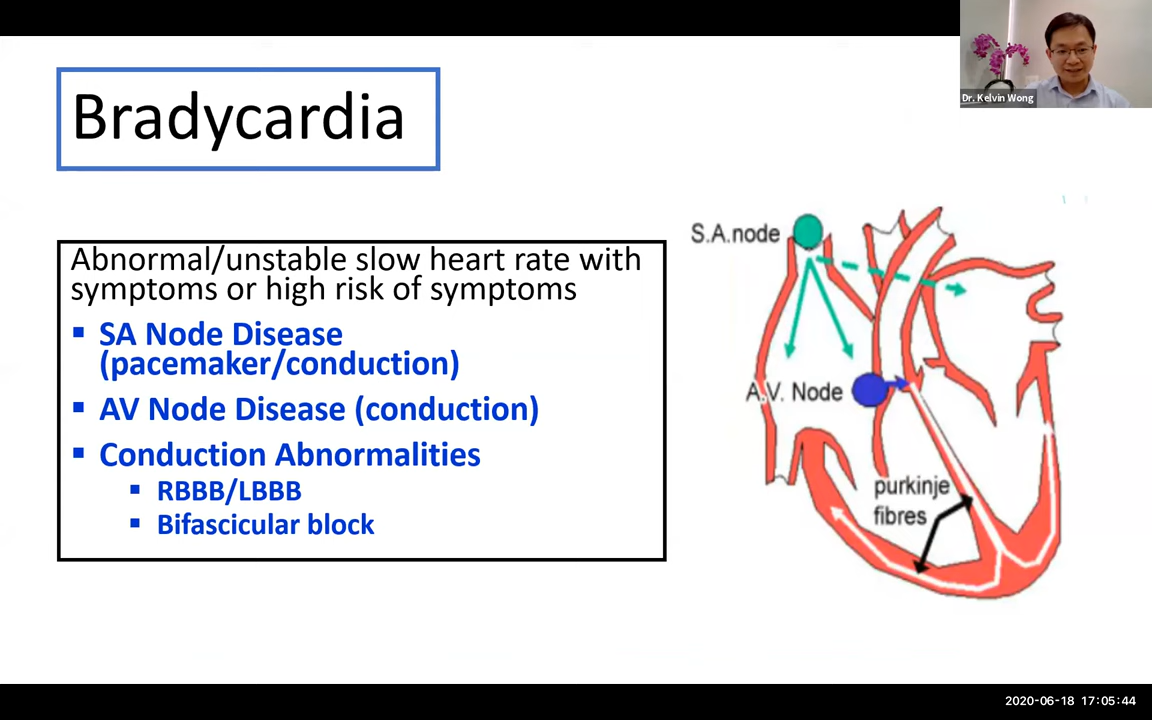 Dr. Kelvin Wong
Bradycardia
Abnormal/unstable slow heart rate with
symptoms or high risk of symptoms
▪ SA Node Disease
(pacemaker/conduction)
▪ AV Node Disease (conduction)
▪ Conduction Abnormalities
▪ RBBB/LBBB
▪ Bifascicular block
S.A.node
A.V. Node
purkinje
fibres
2020-06-18 17:05:44